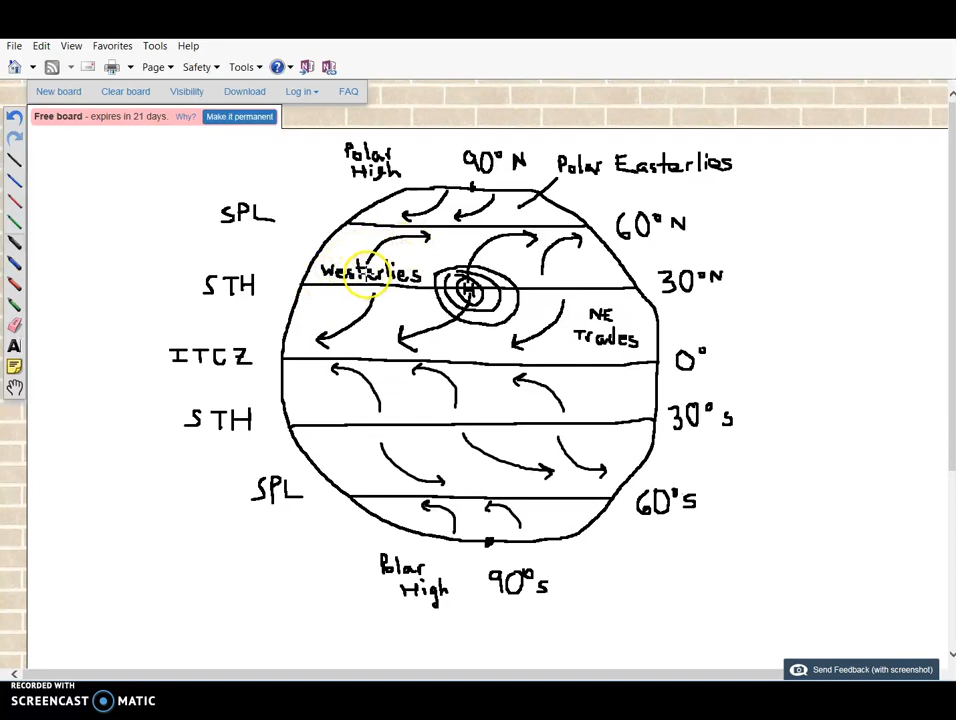 File Edit View Favorites Tools Help
Page Safety Tools
New board Clear board Visibility Download Log in FAQ
Free board - expires in 21 days. Why? Make it permanent
Polar
High
90° N
Polar Easterlies
SPL
60° N
Westerlies
STH
H
30° N
NE
Trades
ITCZ
0°
STH
30° S
SPL
60° S
Polar
High
90° S
A
Send Feedback (with screenshot)
RECORDED WITH
SCREENCAST MATIC